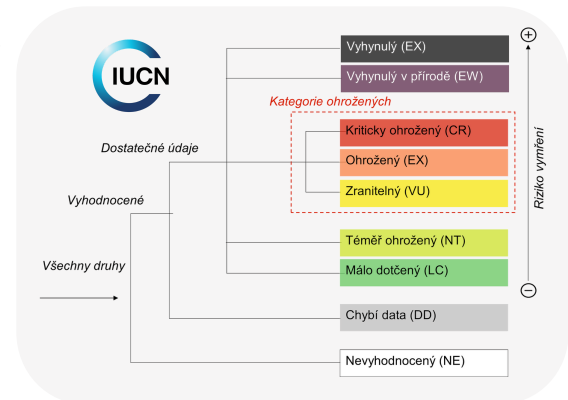 IUCN
Vyhynulý (EX)
Vyhynulý v přírodě (EW)
Kategorie ohrožených
Kriticky ohrožený (CR)
Dostatečné údaje
Ohrožený (EX)
Zranitelný (VU)
Vyhodnocené
Téměř ohrožený (NT)
Všechny druhy
Málo dotčený (LC)
Chybí data (DD)
Nevyhodnocený (NE)
+
Riziko vymření
−